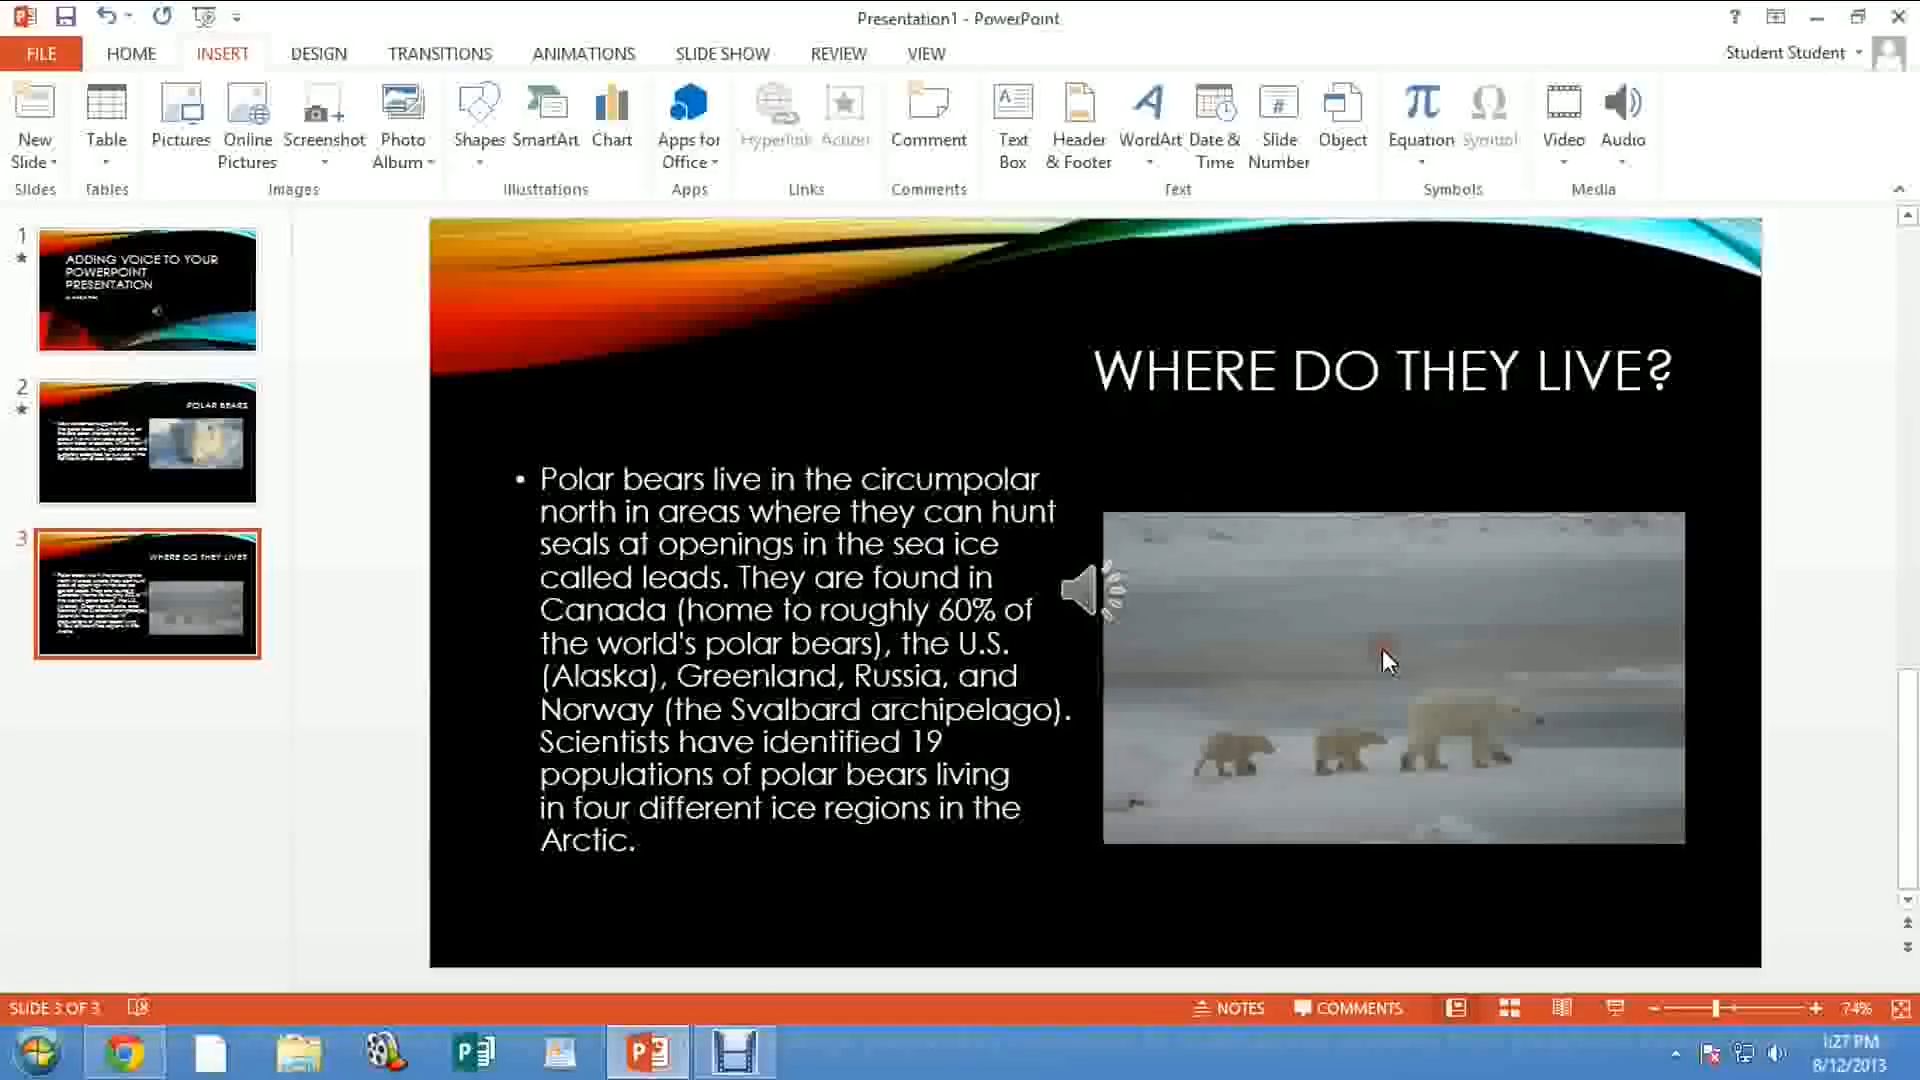 Presentation1 - PowerPoint
?
FILE HOME INSERT DESIGN TRANSITIONS ANIMATIONS SLIDE SHOW REVIEW VIEW
Student Student
New Slide
Table
Pictures
Online Pictures
Screenshot
Photo Album
Shapes
SmartArt
Chart
Apps for Office
Hyperlink
Action
Comment
Text Box
Header & Footer
WordArt
Date & Time
Slide Number
Object
Equation
Symbol
Video
Audio
Slides Tables Images Illustrations Apps Links Comments Text Symbols Media
1
ADDING VOICE TO YOUR
POWERPOINT
PRESENTATION
2
POLAR BEARS
3
WHERE DO THEY LIVE?
WHERE DO THEY LIVE?
• Polar bears live in the circumpolar
north in areas where they can hunt
seals at openings in the sea ice
called leads. They are found in
Canada (home to roughly 60% of
the world's polar bears), the U.S.
(Alaska), Greenland, Russia, and
Norway (the Svalbard archipelago).
Scientists have identified 19
populations of polar bears living
in four different ice regions in the
Arctic.
SLIDE 3 OF 3
NOTES COMMENTS 74%
1:27 PM
8/12/2013